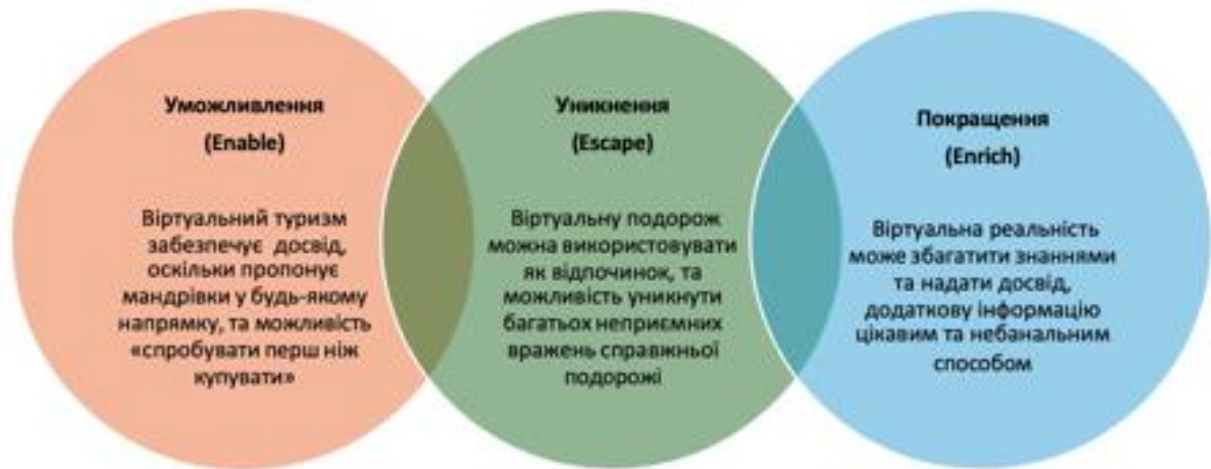 Уможливлення
(Enable)
Віртуальний туризм
забезпечує досвід,
оскільки пропонує
мандрівки у будь-якому
напрямку, та можливість
«спробувати перш ніж
купувати»
Уникнення
(Escape)
Віртуальну подорож
можна використовувати
як відпочинок, та
можливість уникнути
багатьох неприємних
вражень справжньої
подорожі
Покращення
(Enrich)
Віртуальна реальність
може збагатити знаннями
та надати досвід,
додаткову інформацію
цікавим та небанальним
способом